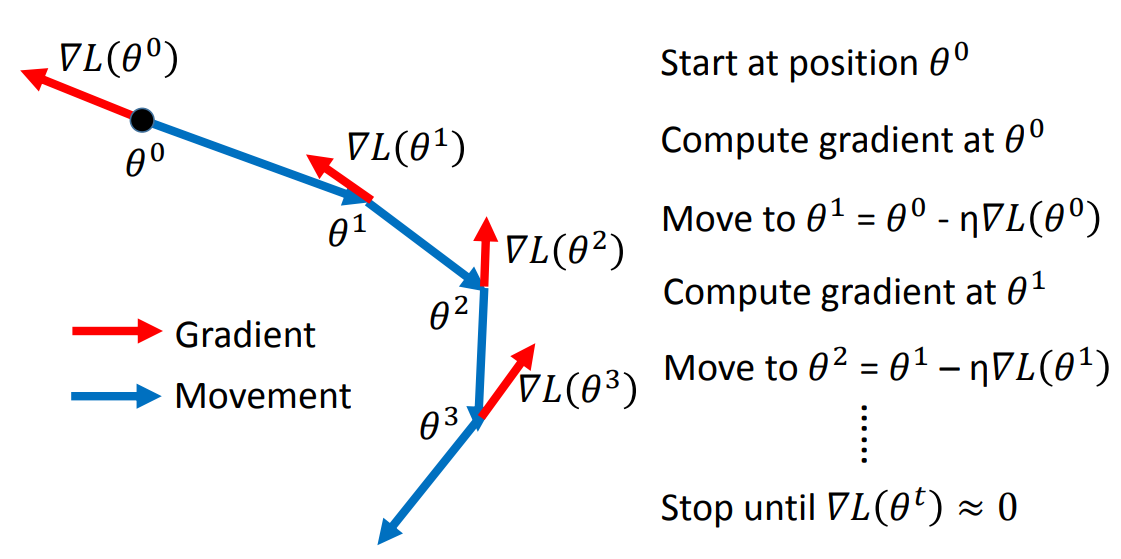 ∇L(θ⁰)
θ⁰
∇L(θ¹)
θ¹
∇L(θ²)
θ²
∇L(θ³)
θ³
Gradient
Movement
Start at position θ⁰
Compute gradient at θ⁰
Move to θ¹ = θ⁰ - η∇L(θ⁰)
Compute gradient at θ¹
Move to θ² = θ¹ – η∇L(θ¹)
⋮
Stop until ∇L(θᵗ) ≈ 0